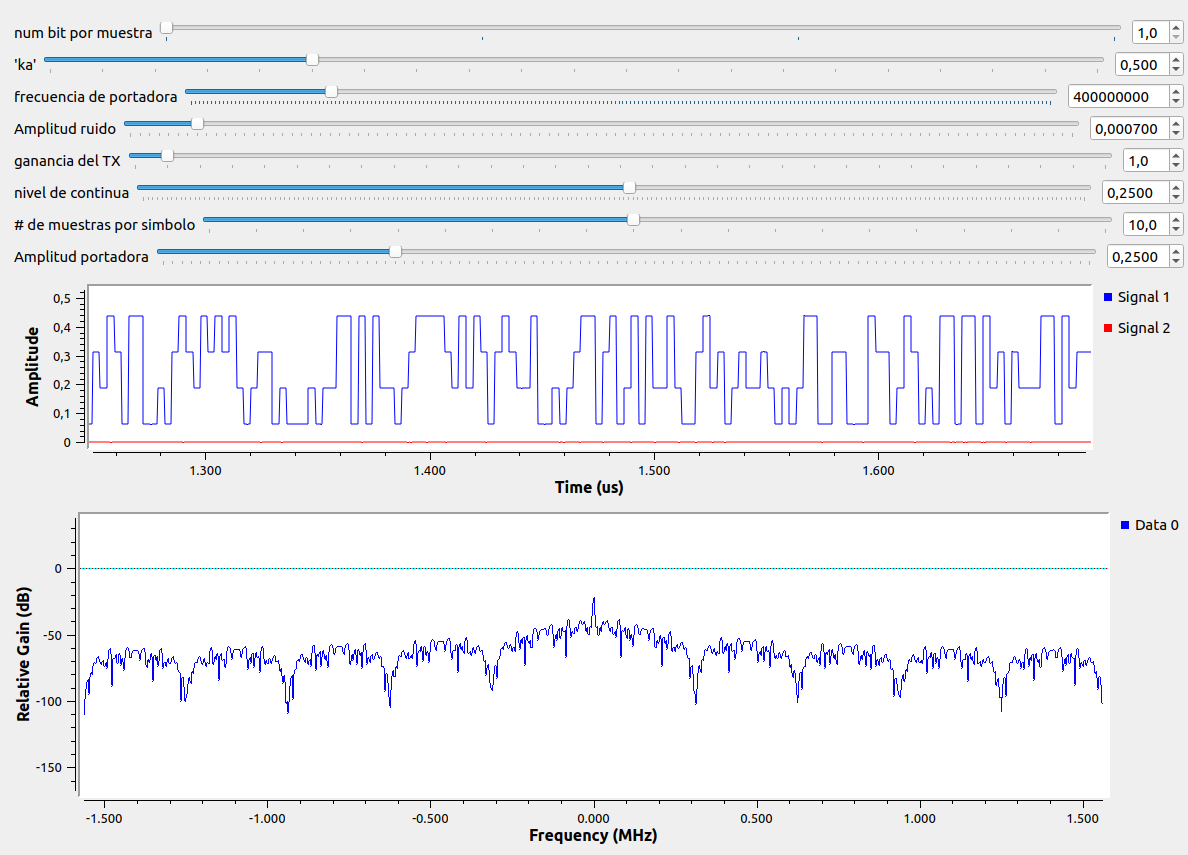 num bit por muestra 1,0
'ka' 0,500
frecuencia de portadora 400000000
Amplitud ruido 0,000700
ganancia del TX 1,0
nivel de continua 0,2500
# de muestras por simbolo 10,0
Amplitud portadora 0,2500
Signal 1
Signal 2
Amplitude
0,5
0,4
0,3
0,2
0,1
0
1.300 1.400 1.500 1.600
Time (us)
Data 0
Relative Gain (dB)
0
-50
-100
-150
-1.500 -1.000 -0.500 0.000 0.500 1.000 1.500
Frequency (MHz)